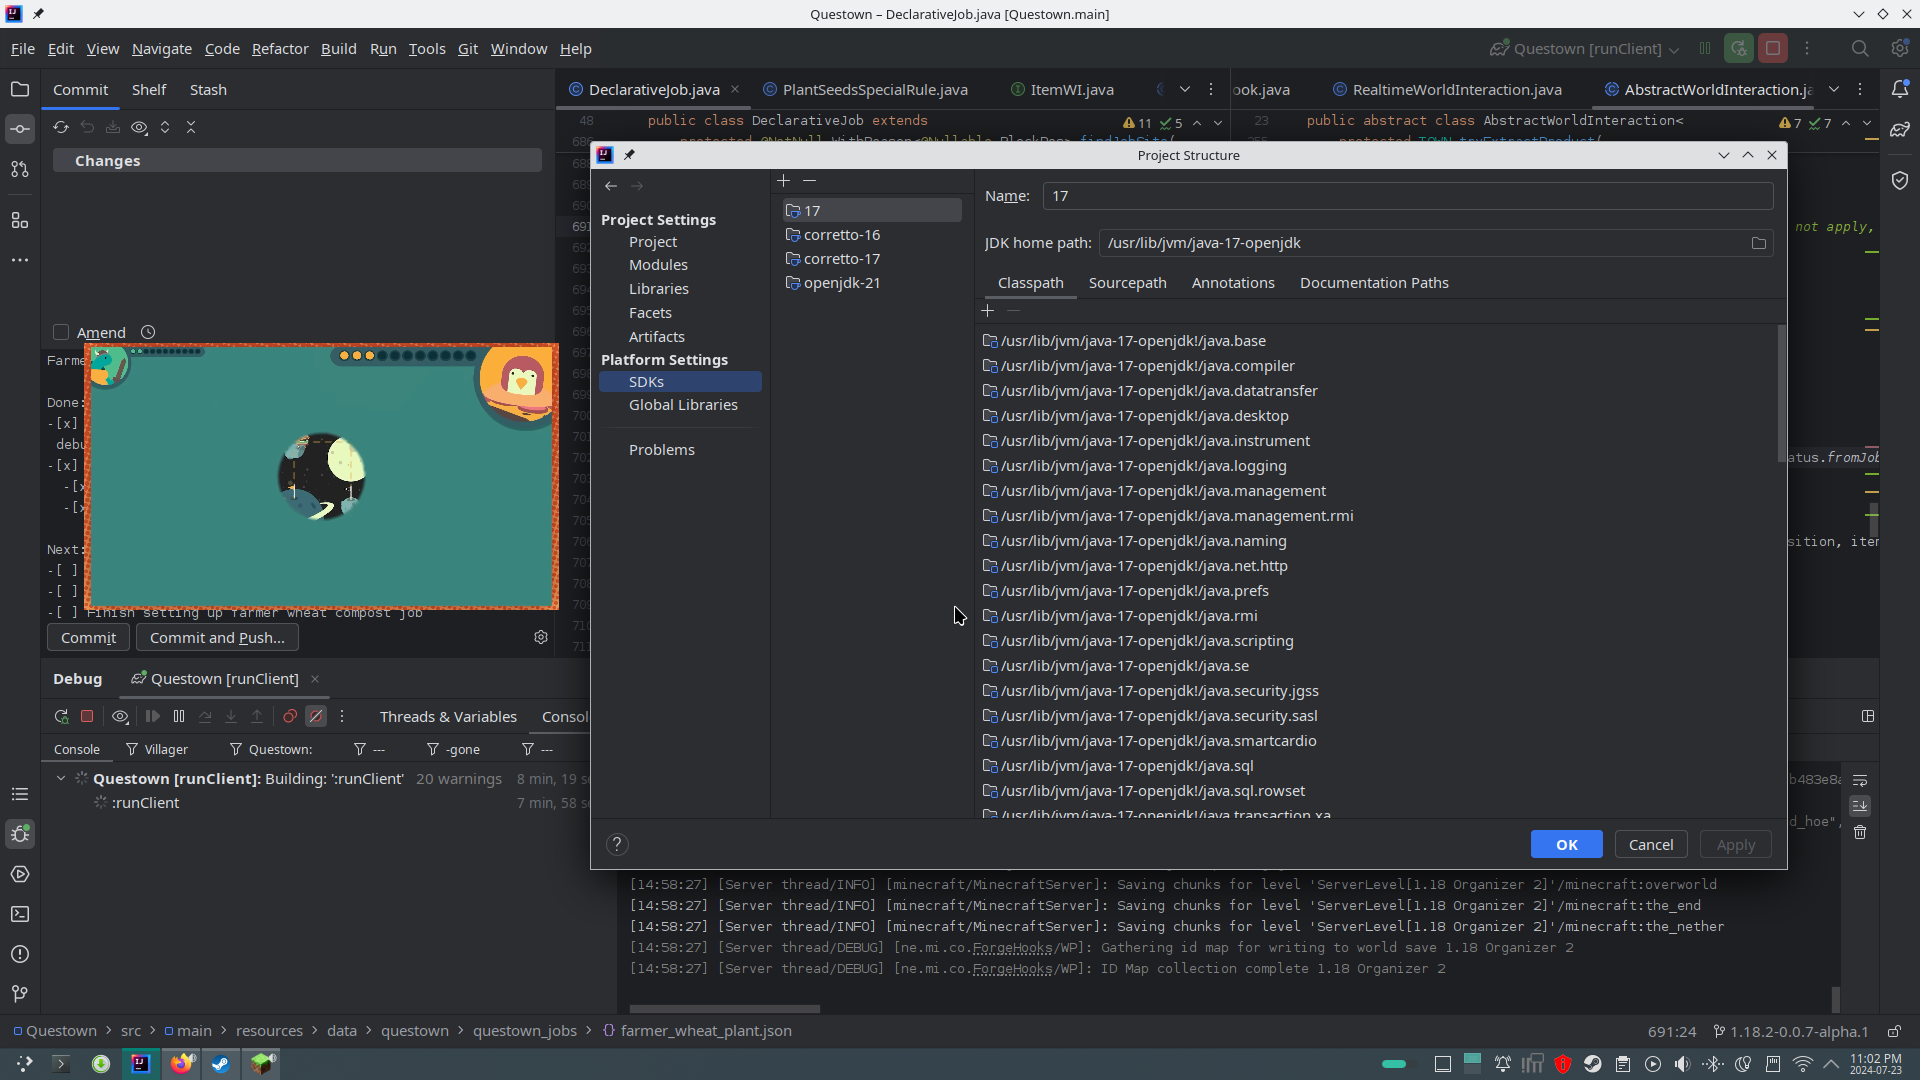 Questown – DeclarativeJob.java [Questown.main]
File Edit View Navigate Code Refactor Build Run Tools Git Window Help
Questown [runClient]
Commit Shelf Stash
DeclarativeJob.java PlantSeedsSpecialRule.java ItemWI.java
ook.java RealtimeWorldInteraction.java AbstractWorldInteraction.ja
Changes
48 public class DeclarativeJob extends
11 5
23 public abstract class AbstractWorldInteraction<
7 7
Project Structure
Project Settings
Project
Modules
Libraries
Facets
Artifacts
Platform Settings
SDKs
Global Libraries
Problems
17
corretto-16
corretto-17
openjdk-21
Name: 17
JDK home path: /usr/lib/jvm/java-17-openjdk
Classpath Sourcepath Annotations Documentation Paths
/usr/lib/jvm/java-17-openjdk!/java.base
/usr/lib/jvm/java-17-openjdk!/java.compiler
/usr/lib/jvm/java-17-openjdk!/java.datatransfer
/usr/lib/jvm/java-17-openjdk!/java.desktop
/usr/lib/jvm/java-17-openjdk!/java.instrument
/usr/lib/jvm/java-17-openjdk!/java.logging
/usr/lib/jvm/java-17-openjdk!/java.management
/usr/lib/jvm/java-17-openjdk!/java.management.rmi
/usr/lib/jvm/java-17-openjdk!/java.naming
/usr/lib/jvm/java-17-openjdk!/java.net.http
/usr/lib/jvm/java-17-openjdk!/java.prefs
/usr/lib/jvm/java-17-openjdk!/java.rmi
/usr/lib/jvm/java-17-openjdk!/java.scripting
/usr/lib/jvm/java-17-openjdk!/java.se
/usr/lib/jvm/java-17-openjdk!/java.security.jgss
/usr/lib/jvm/java-17-openjdk!/java.security.sasl
/usr/lib/jvm/java-17-openjdk!/java.smartcardio
/usr/lib/jvm/java-17-openjdk!/java.sql
/usr/lib/jvm/java-17-openjdk!/java.sql.rowset
/usr/lib/jvm/java-17-openjdk!/java.transaction.xa
? OK Cancel Apply
not apply,
atus.fromJob
sition, iter
Amend
Farme
Done:
-[x]
debu
-[x]
-[x
-[x
Next:
-[ ]
-[ ]
-[ ] Finish setting up farmer wheat compost job
Commit Commit and Push...
Debug Questown [runClient]
Threads & Variables Consol
Console Villager Questown: --- -gone ---
Questown [runClient]: Building: ':runClient' 20 warnings 8 min, 19 s
:runClient 7 min, 58 s
b483e8a
d_hoe",
[14:58:27] [Server thread/INFO] [minecraft/MinecraftServer]: Saving chunks for level 'ServerLevel[1.18 Organizer 2]'/minecraft:overworld
[14:58:27] [Server thread/INFO] [minecraft/MinecraftServer]: Saving chunks for level 'ServerLevel[1.18 Organizer 2]'/minecraft:the_end
[14:58:27] [Server thread/INFO] [minecraft/MinecraftServer]: Saving chunks for level 'ServerLevel[1.18 Organizer 2]'/minecraft:the_nether
[14:58:27] [Server thread/DEBUG] [ne.mi.co.ForgeHooks/WP]: Gathering id map for writing to world save 1.18 Organizer 2
[14:58:27] [Server thread/DEBUG] [ne.mi.co.ForgeHooks/WP]: ID Map collection complete 1.18 Organizer 2
Questown > src > main > resources > data > questown > questown_jobs > farmer_wheat_plant.json
691:24 1.18.2-0.0.7-alpha.1
11:02 PM
2024-07-23